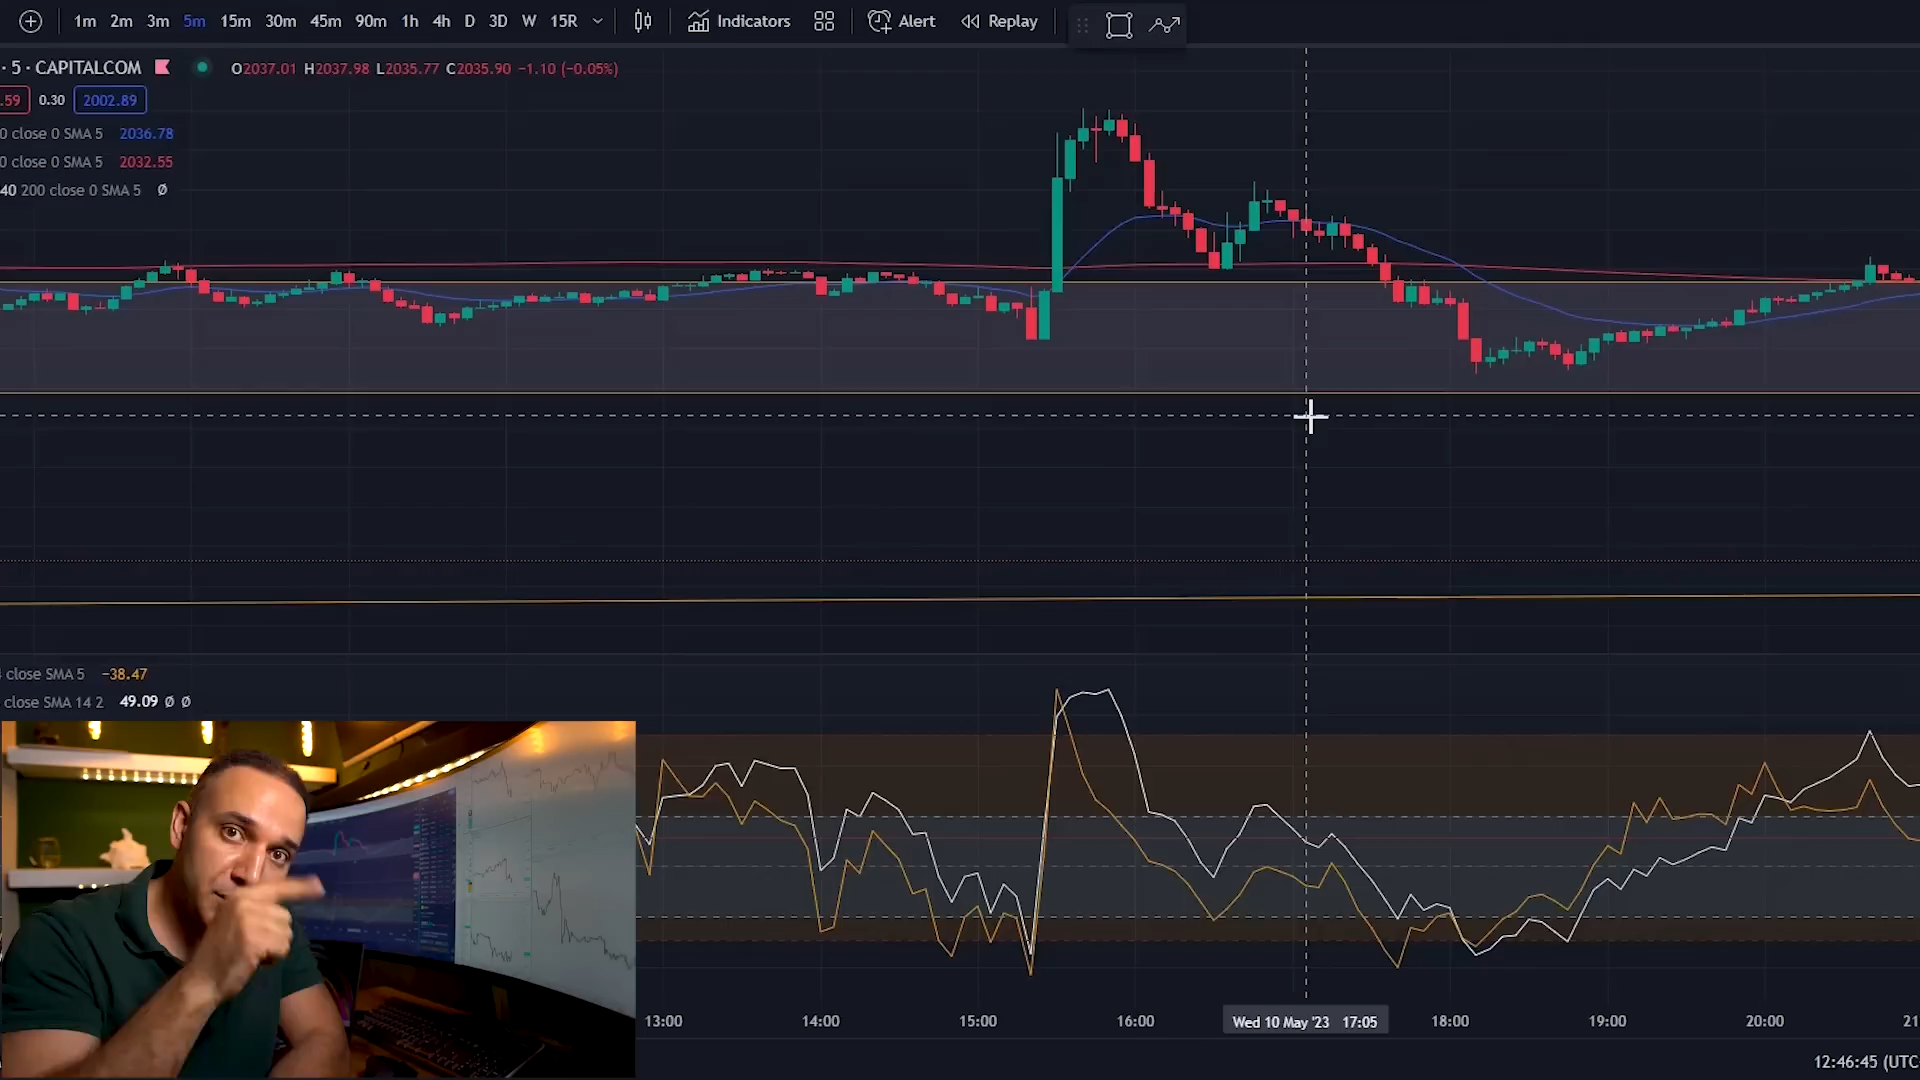 1m 2m 3m 5m 15m 30m 45m 90m 1h 4h D 3D W 15R Indicators Alert Replay
· 5 · CAPITALCOM O2037.01 H2037.98 L2035.77 C2035.90 −1.10 (−0.05%)
.59 0.30 2002.89
0 close 0 SMA 5 2036.78
0 close 0 SMA 5 2032.55
40 200 close 0 SMA 5 Ø
close SMA 5 −38.47
close SMA 14 2 49.09 Ø Ø
13:00 14:00 15:00 16:00 Wed 10 May '23 17:05 18:00 19:00 20:00 21
12:46:45 (UTC